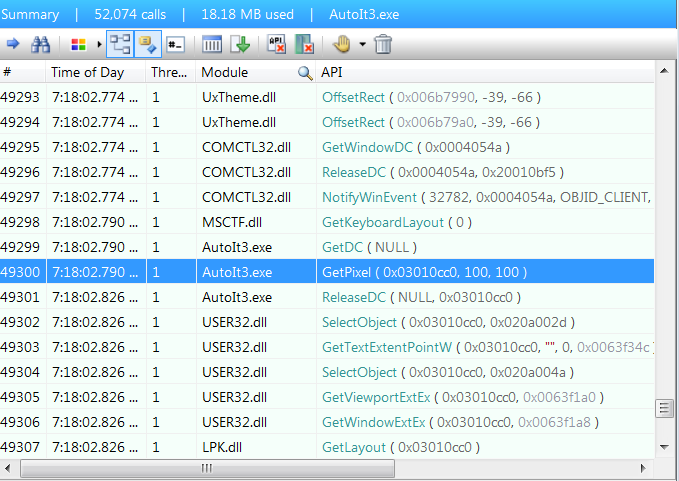 Summary | 52,074 calls | 18.18 MB used | AutoIt3.exe
# Time of Day Thre... Module API
49293 7:18:02.774 ... 1 UxTheme.dll OffsetRect ( 0x006b7990, -39, -66 )
49294 7:18:02.774 ... 1 UxTheme.dll OffsetRect ( 0x006b79a0, -39, -66 )
49295 7:18:02.774 ... 1 COMCTL32.dll GetWindowDC ( 0x0004054a )
49296 7:18:02.774 ... 1 COMCTL32.dll ReleaseDC ( 0x0004054a, 0x20010bf5 )
49297 7:18:02.774 ... 1 COMCTL32.dll NotifyWinEvent ( 32782, 0x0004054a, OBJID_CLIENT,
49298 7:18:02.790 ... 1 MSCTF.dll GetKeyboardLayout ( 0 )
49299 7:18:02.790 ... 1 AutoIt3.exe GetDC ( NULL )
49300 7:18:02.790 ... 1 AutoIt3.exe GetPixel ( 0x03010cc0, 100, 100 )
49301 7:18:02.826 ... 1 AutoIt3.exe ReleaseDC ( NULL, 0x03010cc0 )
49302 7:18:02.826 ... 1 USER32.dll SelectObject ( 0x03010cc0, 0x020a002d )
49303 7:18:02.826 ... 1 USER32.dll GetTextExtentPointW ( 0x03010cc0, "", 0, 0x0063f34c
49304 7:18:02.826 ... 1 USER32.dll SelectObject ( 0x03010cc0, 0x020a004a )
49305 7:18:02.826 ... 1 USER32.dll GetViewportExtEx ( 0x03010cc0, 0x0063f1a0 )
49306 7:18:02.826 ... 1 USER32.dll GetWindowExtEx ( 0x03010cc0, 0x0063f1a8 )
49307 7:18:02.826 ... 1 LPK.dll GetLayout ( 0x03010cc0 )